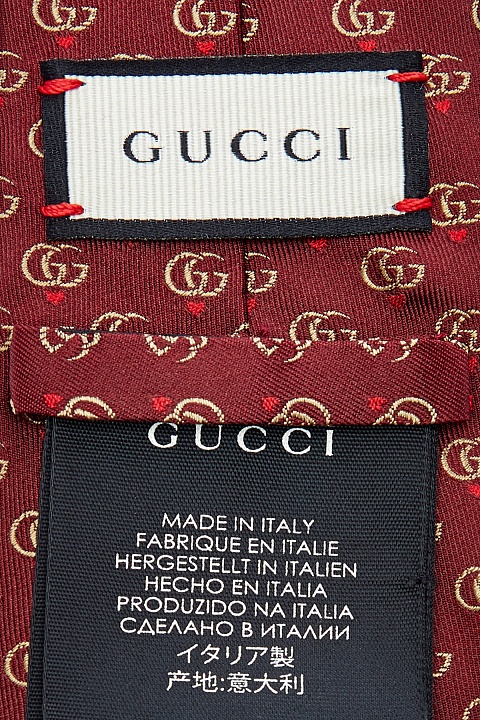 GUCCI
GUCCI
MADE IN ITALY
FABRIQUE EN ITALIE
HERGESTELLT IN ITALIEN
HECHO EN ITALIA
PRODUZIDO NA ITALIA
СДЕЛАНО В ИТАЛИИ
イタリア製
产地:意大利